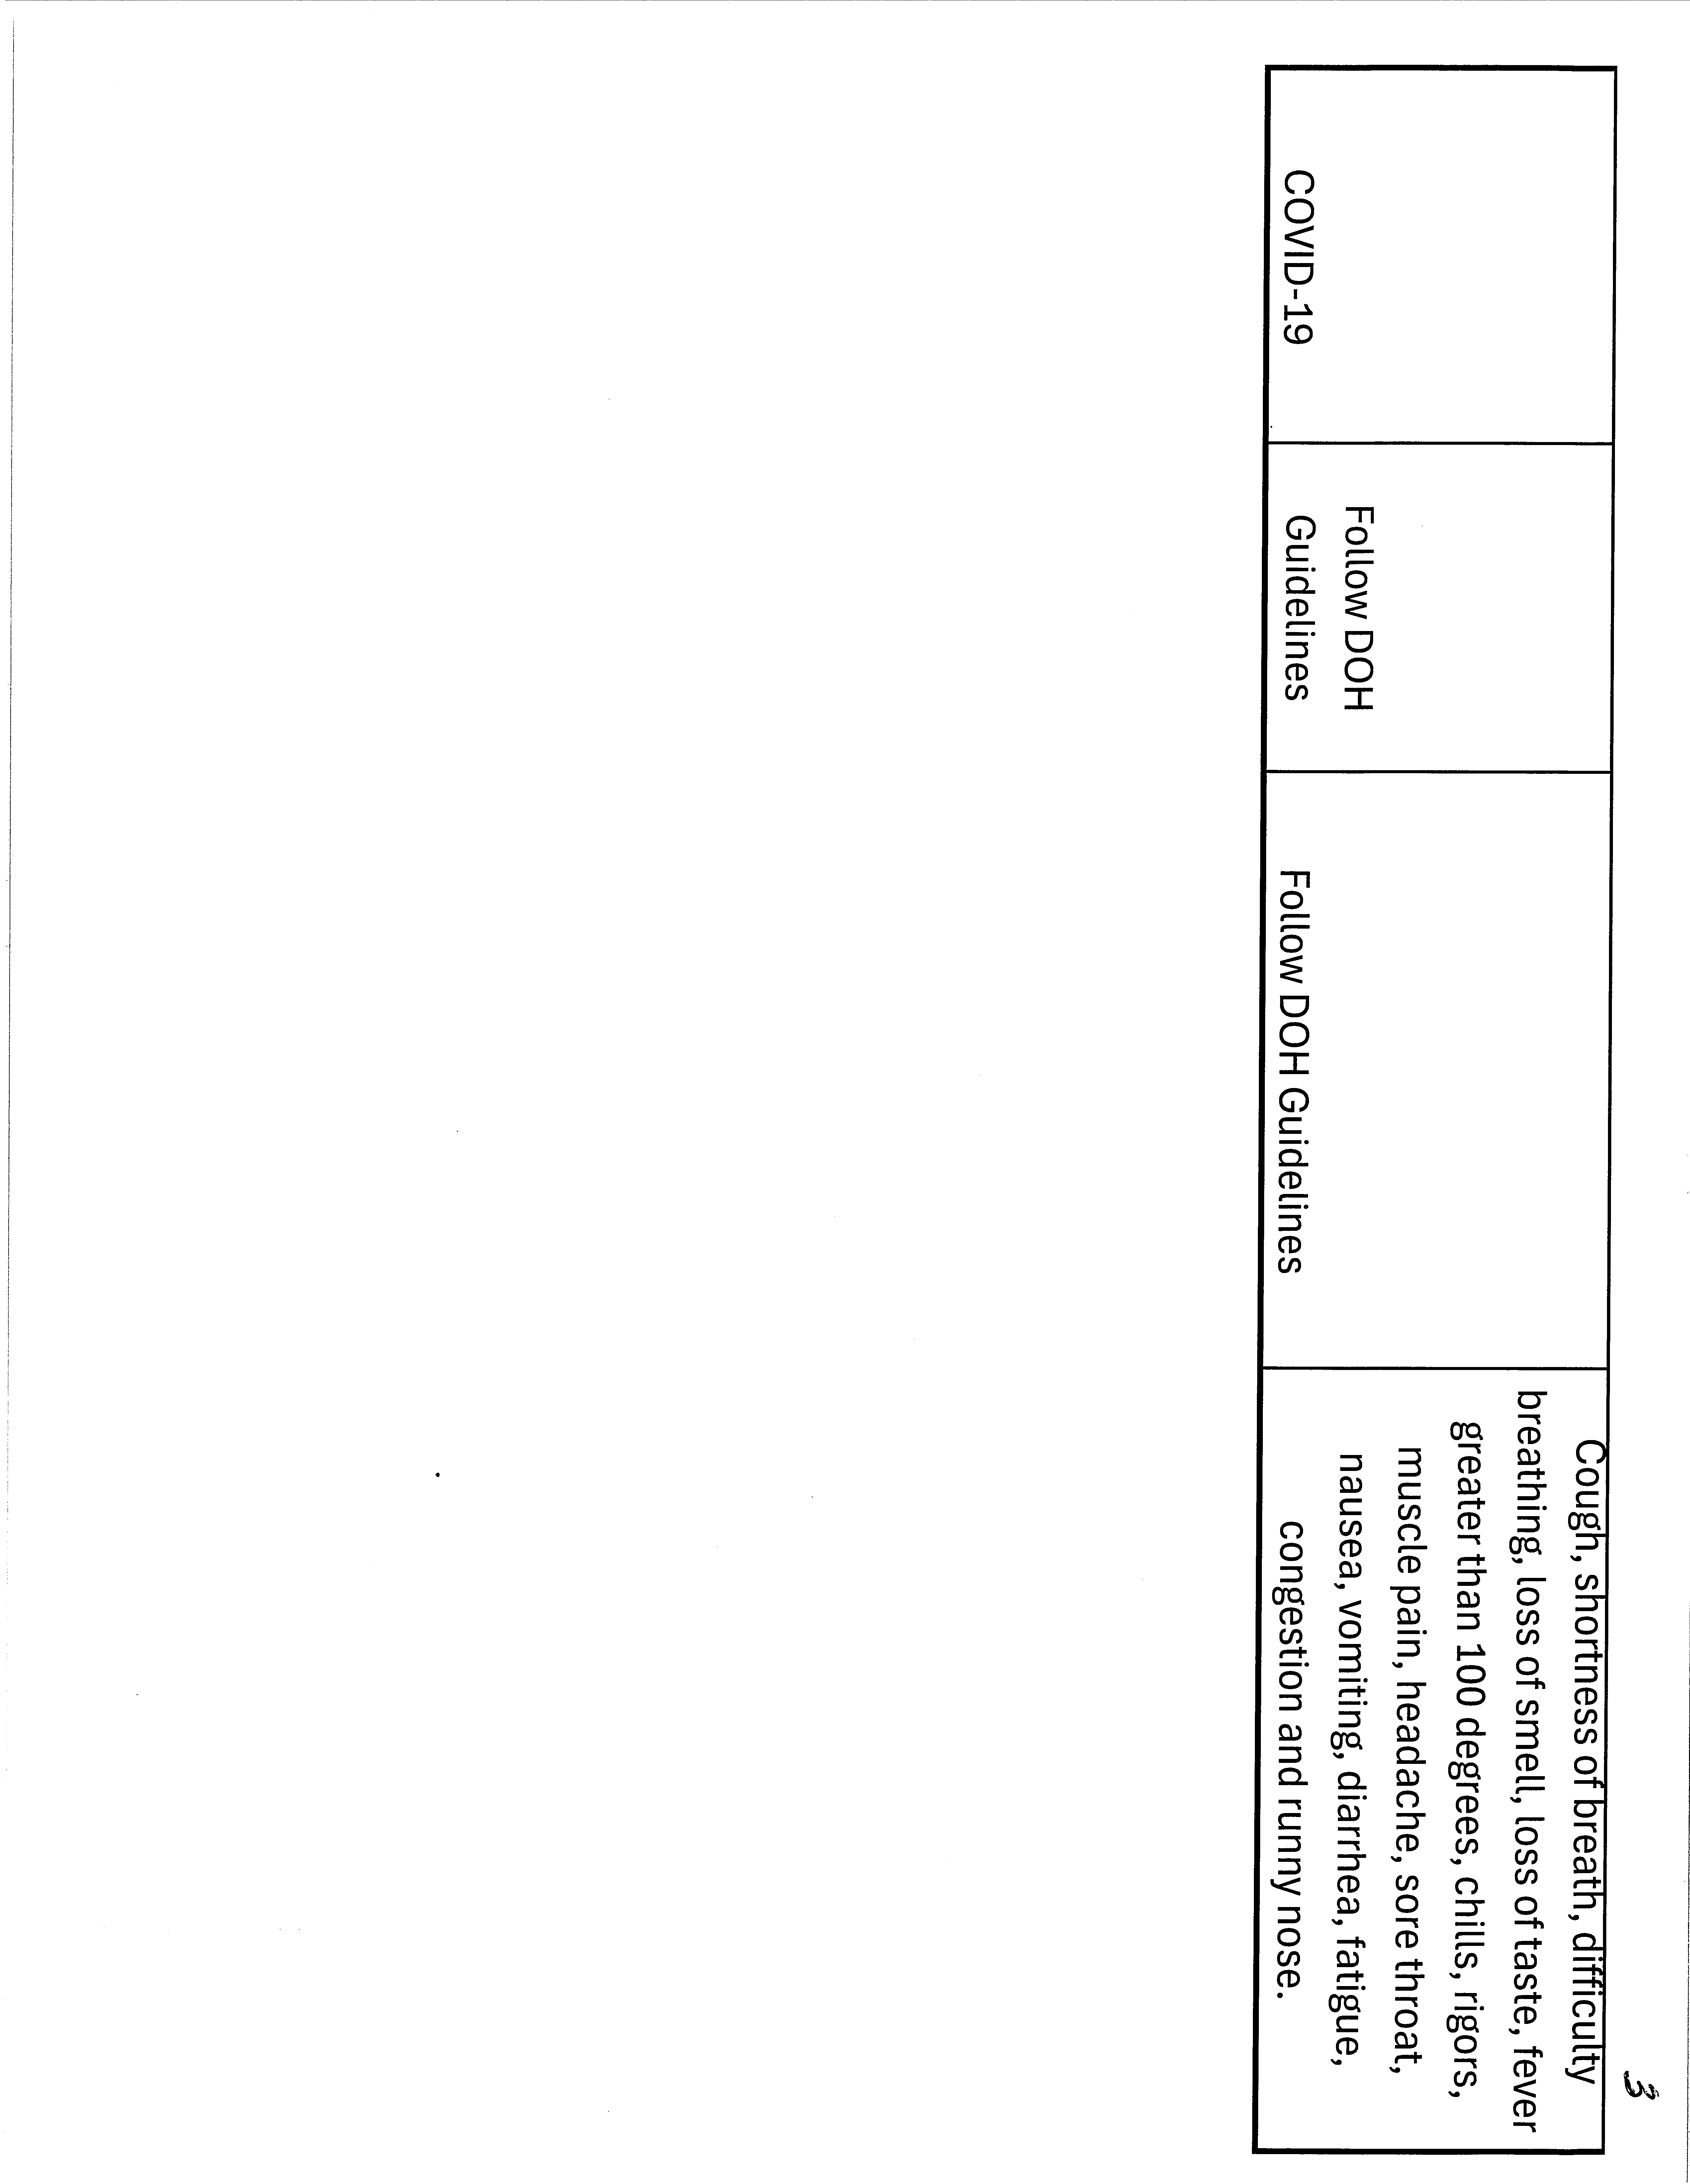 3
COVID-19
Follow DOH
Guidelines
Follow DOH Guidelines
Cough, shortness of breath, difficulty
breathing, loss of smell, loss of taste, fever
greater than 100 degrees, chills, rigors,
muscle pain, headache, sore throat,
nausea, vomiting, diarrhea, fatigue,
congestion and runny nose.